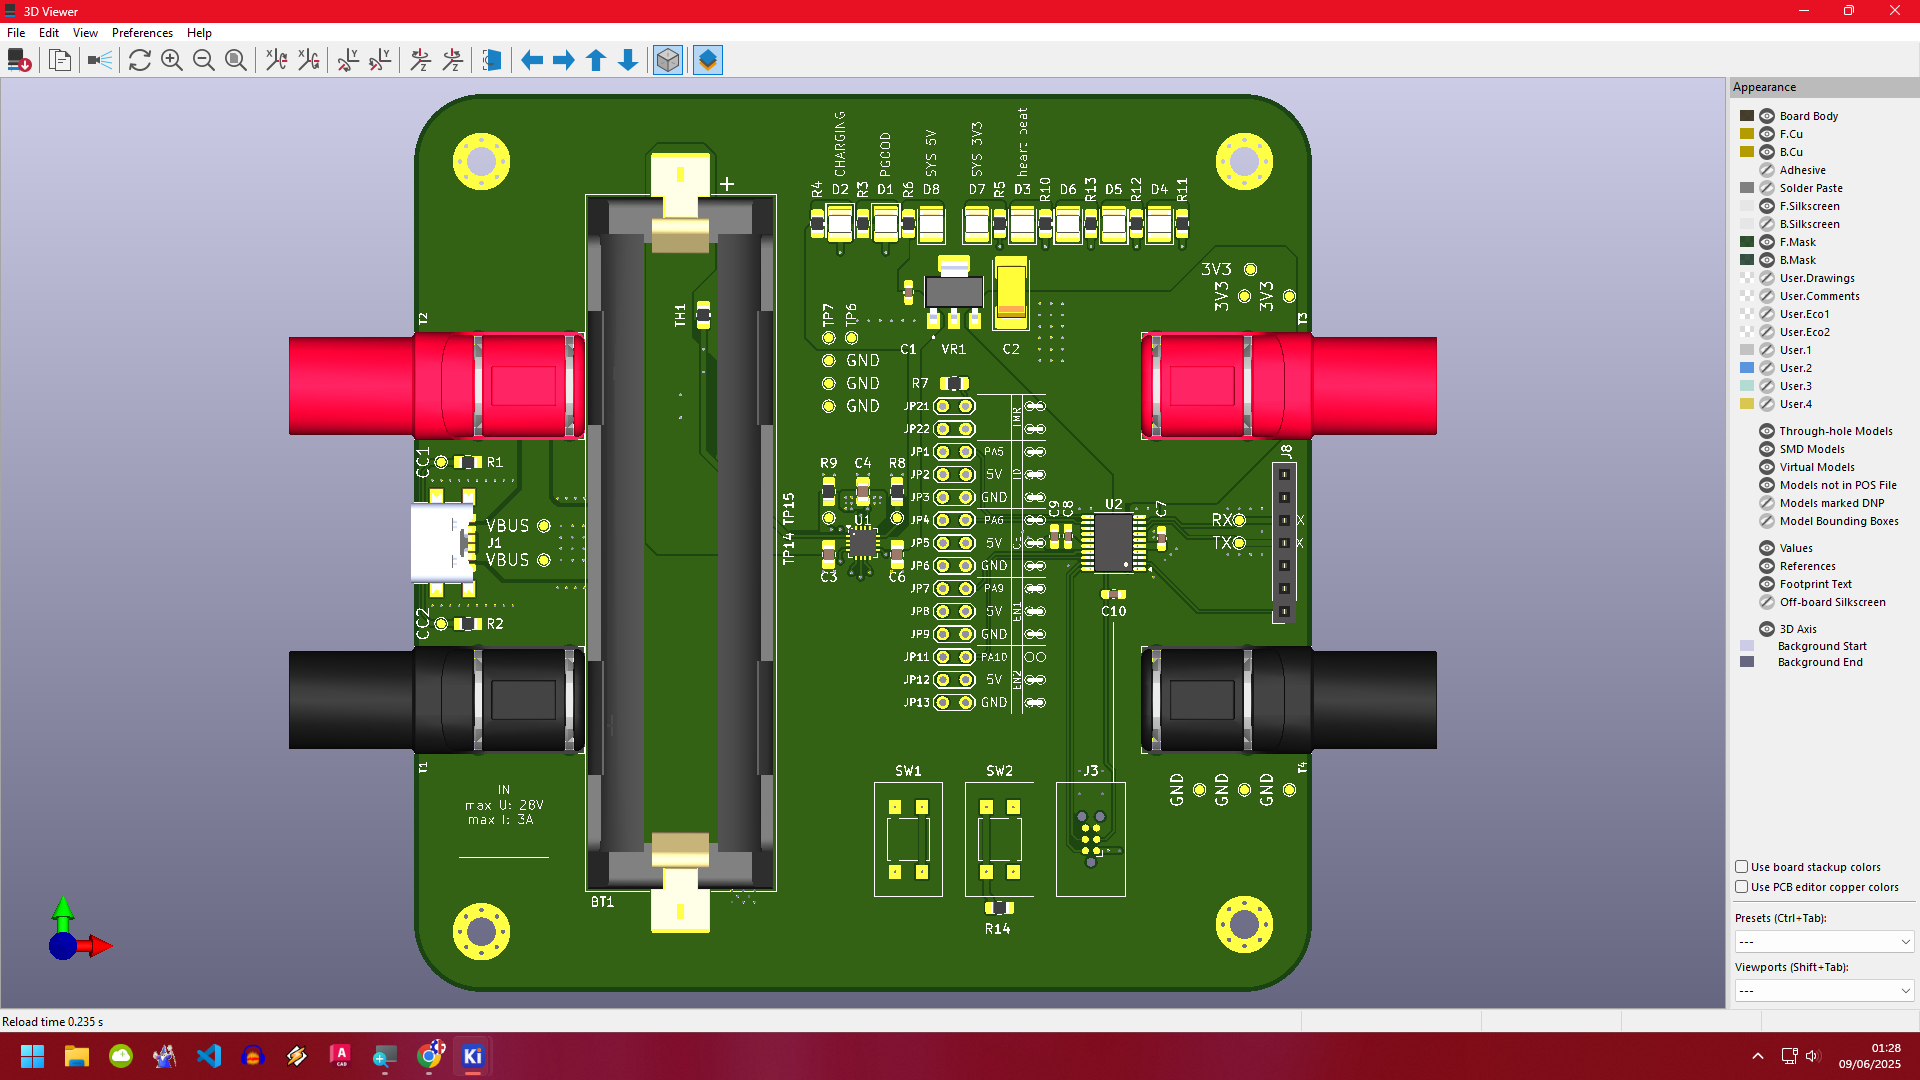 3D Viewer
File Edit View Preferences Help
Appearance
Board Body
F.Cu
B.Cu
Adhesive
Solder Paste
F.Silkscreen
B.Silkscreen
F.Mask
B.Mask
User.Drawings
User.Comments
User.Eco1
User.Eco2
User.1
User.2
User.3
User.4
Through-hole Models
SMD Models
Virtual Models
Models not in POS File
Models marked DNP
Model Bounding Boxes
Values
References
Footprint Text
Off-board Silkscreen
3D Axis
Background Start
Background End
Use board stackup colors
Use PCB editor copper colors
Presets (Ctrl+Tab):
---
Viewports (Shift+Tab):
---
CHARGING
PGOOD
SYS 5V
SYS 3V3
heart beat
R4 D2 R3 D1 R6 D8 D7 R5 D3 R10 D6 R13 D5 R12 D4 R11
+
3V3
3V3 3V3
T2
TH1
TP7 TP6
T3
C1 VR1 C2
GND
GND
GND
R7
JP21 TMR
JP22
JP1 PA5
JP2 5V
JP3 GND
JP4 PA6
JP5 5V
JP6 GND
JP7 PA9
JP8 5V EN1
JP9 GND
JP11 PA10
JP12 5V EN2
JP13 GND
CC1 R1
R9 C4 R8
J8
TP15
TP14
U1
C9 C8 U2 C7
RX X
TX X
VBUS
J1
VBUS
C3 C6
C10
CC2 R2
T1
T4
IN
max U: 28V
max I: 3A
SW1 SW2 J3
GND GND GND
BT1
R14
Reload time 0.235 s
Ki
A
CAD
01:28
09/06/2025